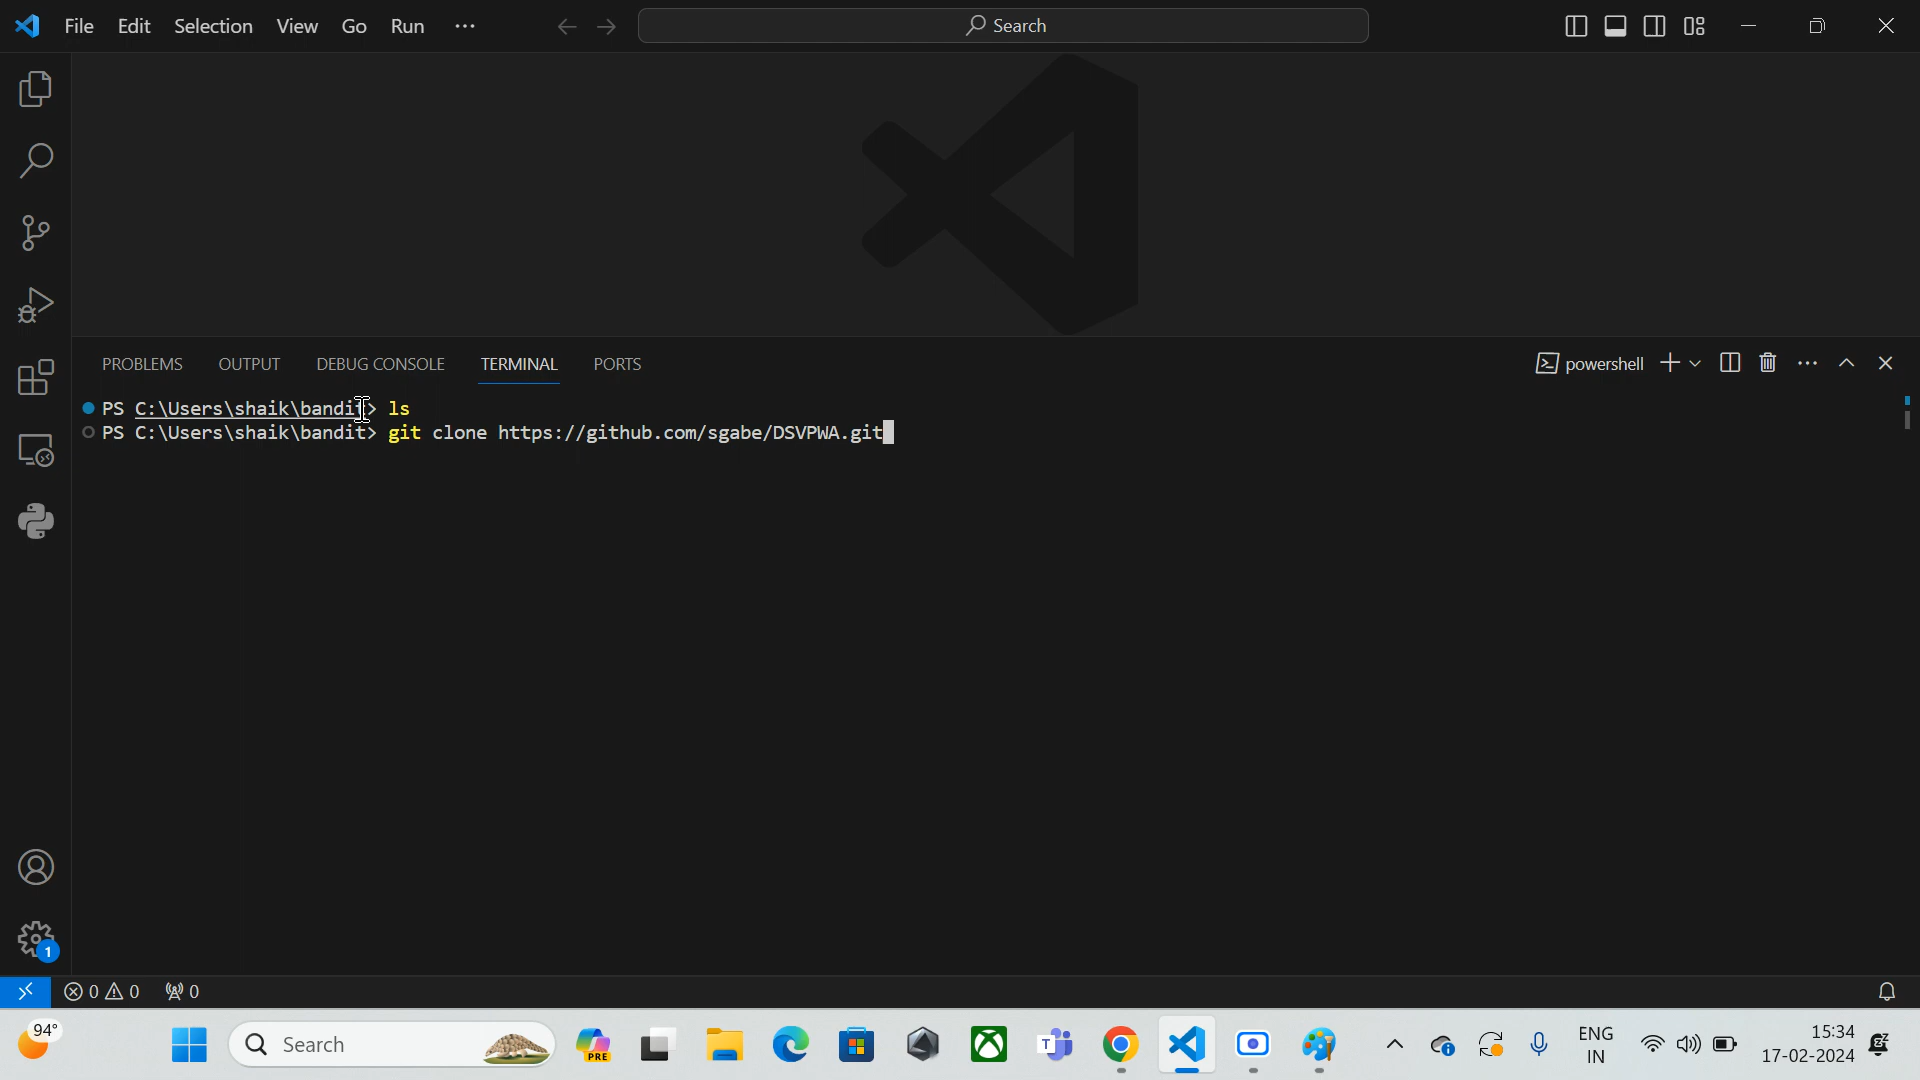 File Edit Selection View Go Run ··· Search
PROBLEMS OUTPUT DEBUG CONSOLE TERMINAL PORTS powershell
PS C:\Users\shaik\bandit> ls
PS C:\Users\shaik\bandit> git clone https://github.com/sgabe/DSVPWA.git
1
0 0 0
94° Search PRE T ENG 15:34
IN 17-02-2024